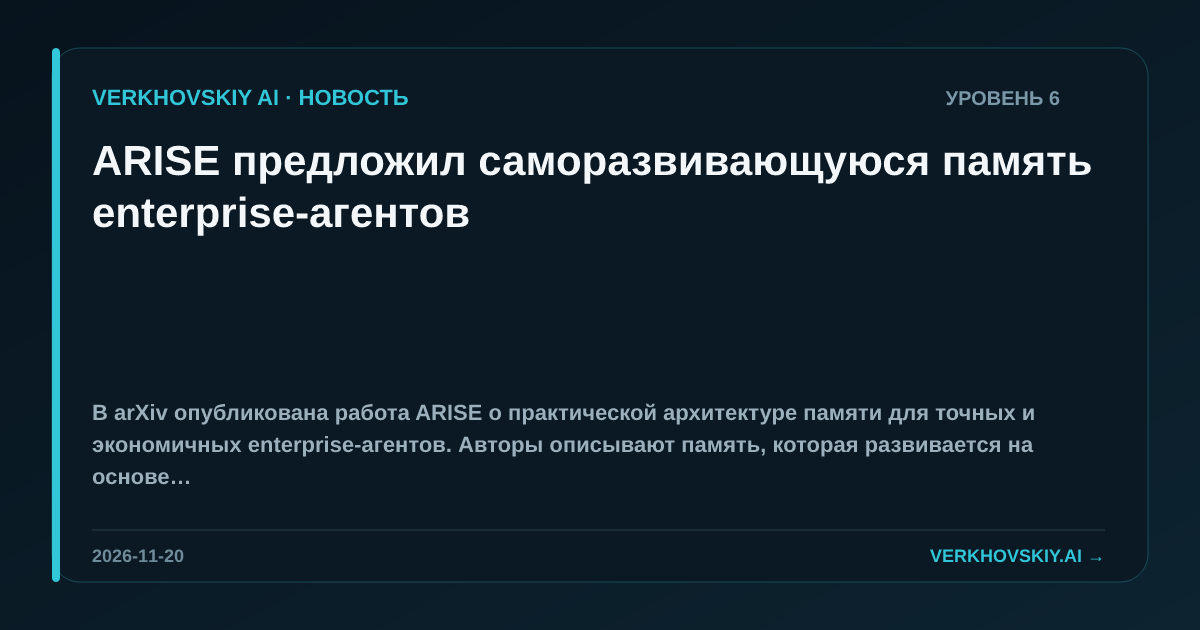 VERKHOVSKIY AI · НОВОСТЬ
УРОВЕНЬ 6
ARISE предложил саморазвивающуюся память
enterprise-агентов
В arXiv опубликована работа ARISE о практической архитектуре памяти для точных и
экономичных enterprise-агентов. Авторы описывают память, которая развивается на
основе…
2026-11-20
VERKHOVSKIY.AI →